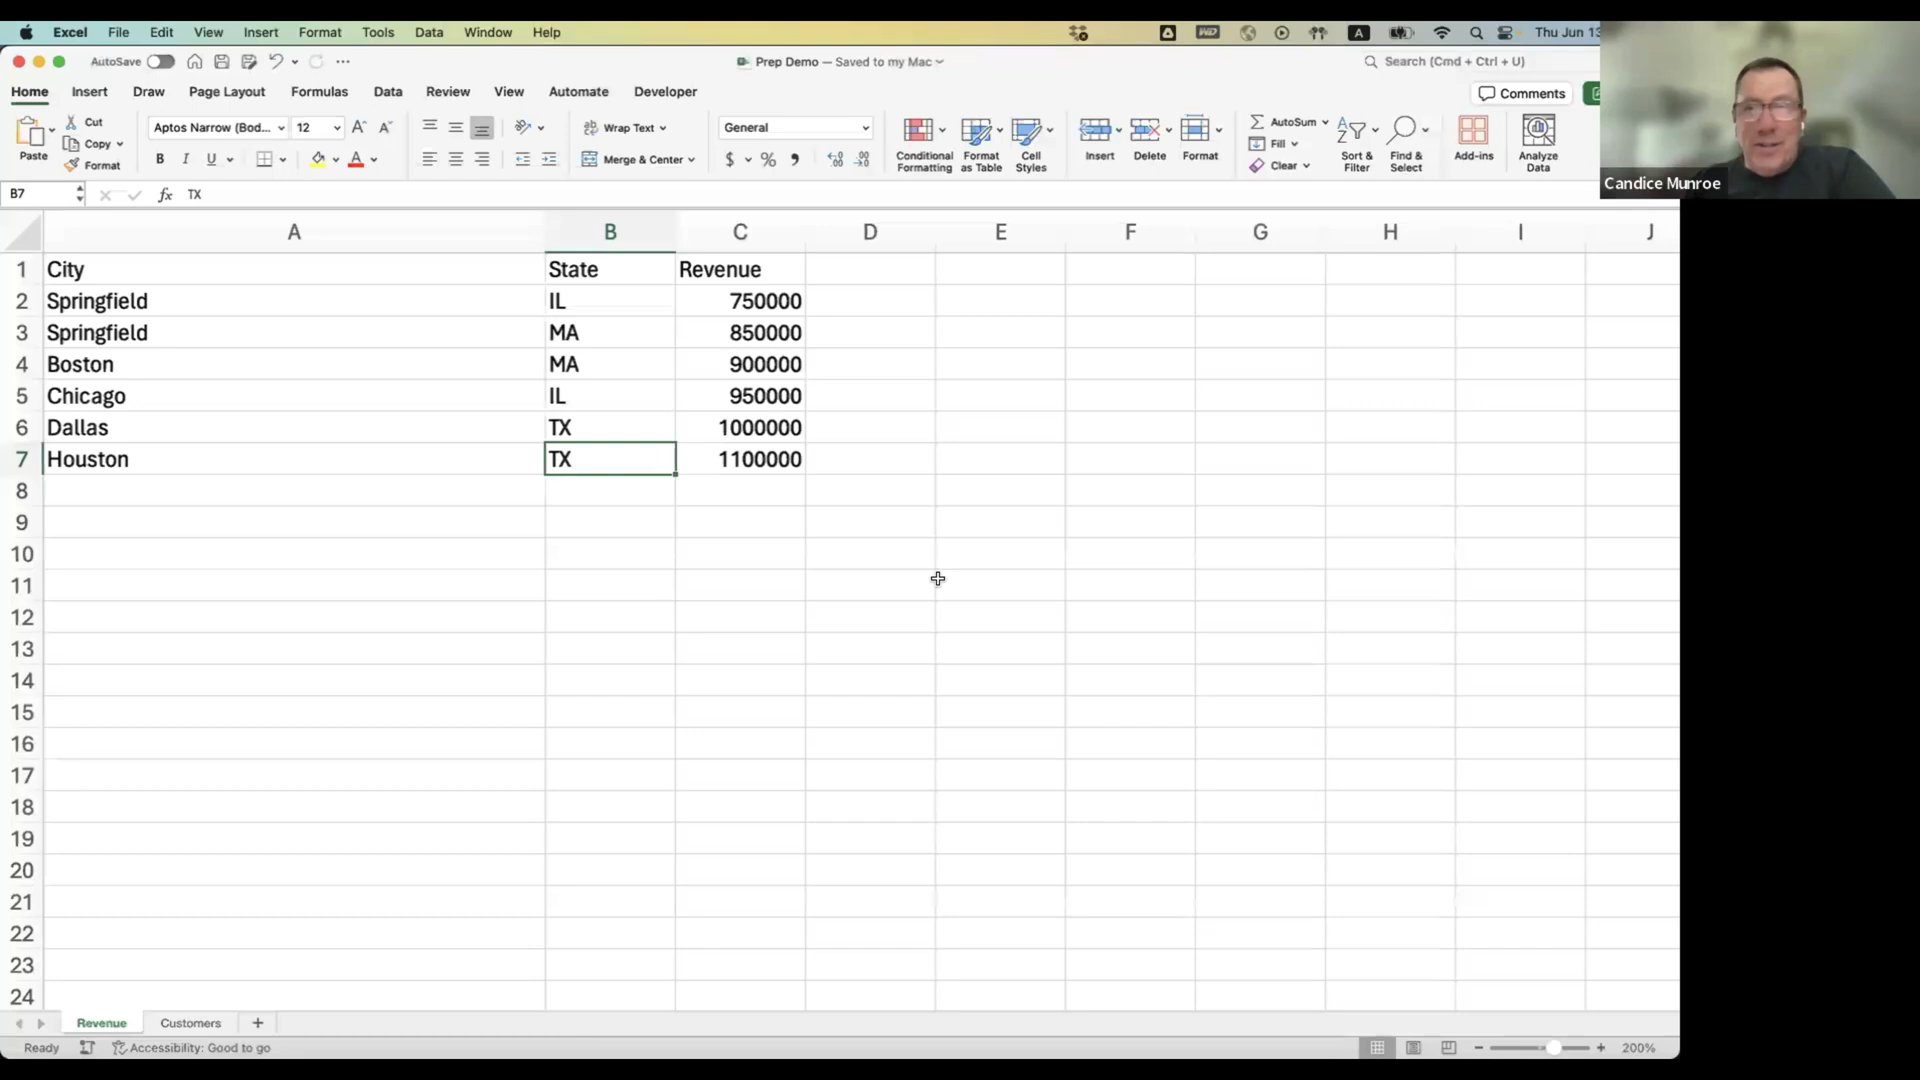 Excel File Edit View Insert Format Tools Data Window Help A Thu Jun 13
AutoSave Prep Demo — Saved to my Mac Search (Cmd + Ctrl + U)
Home Insert Draw Page Layout Formulas Data Review View Automate Developer Comments
Paste Cut Copy Format
Aptos Narrow (Bod... 12 A A
B I U A
Wrap Text
Merge & Center
General
$ % ,
Conditional Formatting
Format as Table
Cell Styles
Insert Delete Format
AutoSum Fill Clear
Sort & Filter
Find & Select
Add-ins
Analyze Data
Candice Munroe
B7 fx TX
A B C D E F G H I J
1 City State Revenue
2 Springfield IL 750000
3 Springfield MA 850000
4 Boston MA 900000
5 Chicago IL 950000
6 Dallas TX 1000000
7 Houston TX 1100000
8
9
10
11
12
13
14
15
16
17
18
19
20
21
22
23
24
Revenue Customers +
Ready Accessibility: Good to go 200%